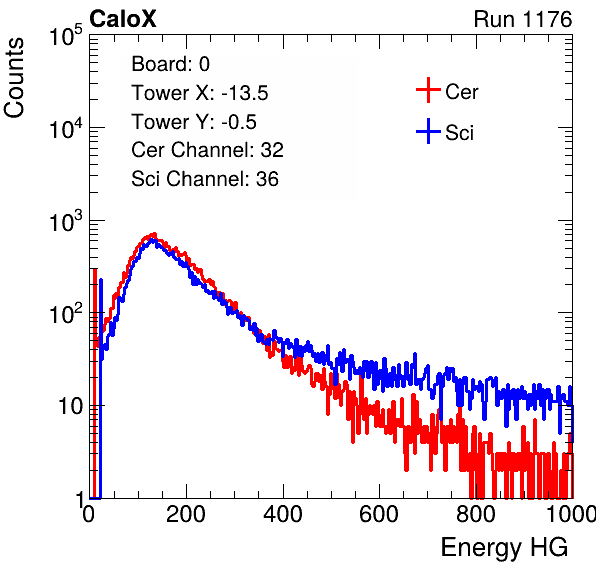 CaloX Run 1176
Counts
10^5
10^4
10^3
10^2
10
1
Board: 0
Tower X: -13.5
Tower Y: -0.5
Cer Channel: 32
Sci Channel: 36
Cer
Sci
0 200 400 600 800 1000
Energy HG